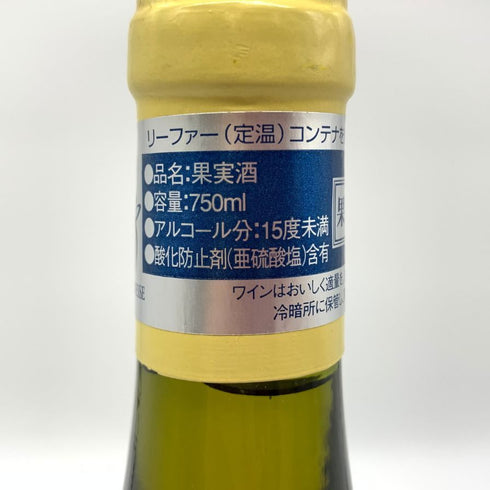 リーファー(定温)コンテナを
●品名:果実酒
●容量:750ml
●アルコール分:15度未満
●酸化防止剤(亜硫酸塩)含有
ワインはおいしく適量を
冷暗所に保管し